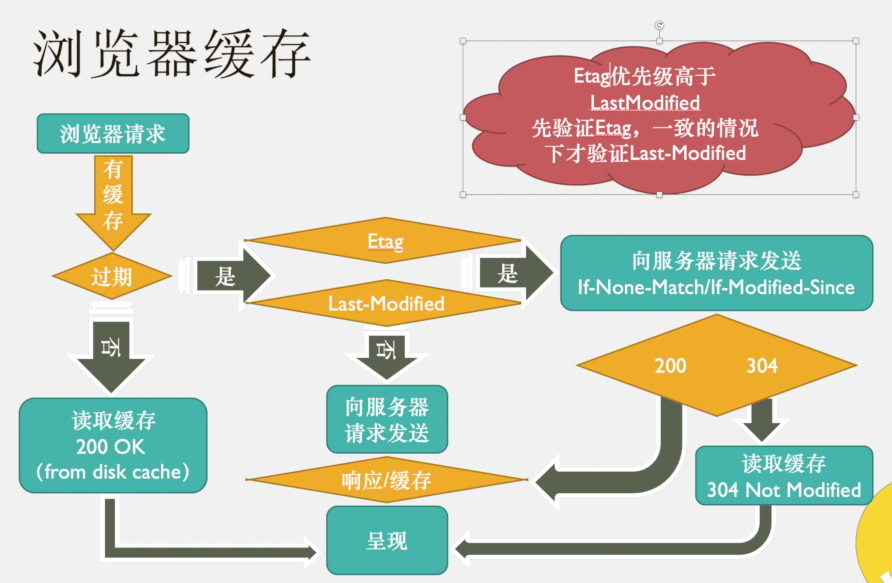 浏览器缓存
Etag优先级高于
LastModified
先验证Etag，一致的情况
下才验证Last-Modified
浏览器请求
有
缓
存
过期
是
Etag
Last-Modified
是
向服务器请求发送
If-None-Match/If-Modified-Since
否
否
200
304
读取缓存
200 OK
（from disk cache）
向服务器
请求发送
响应/缓存
呈现
读取缓存
304 Not Modified